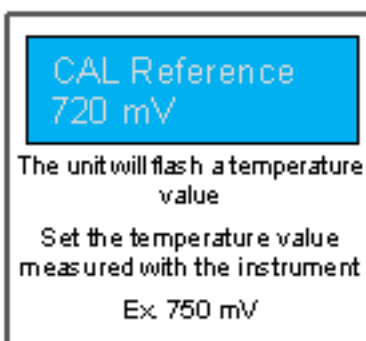 CAL Reference
720 mV
The unit will flash a temperature
value
Set the temperature value
measured with the instrument
Ex. 750 mV